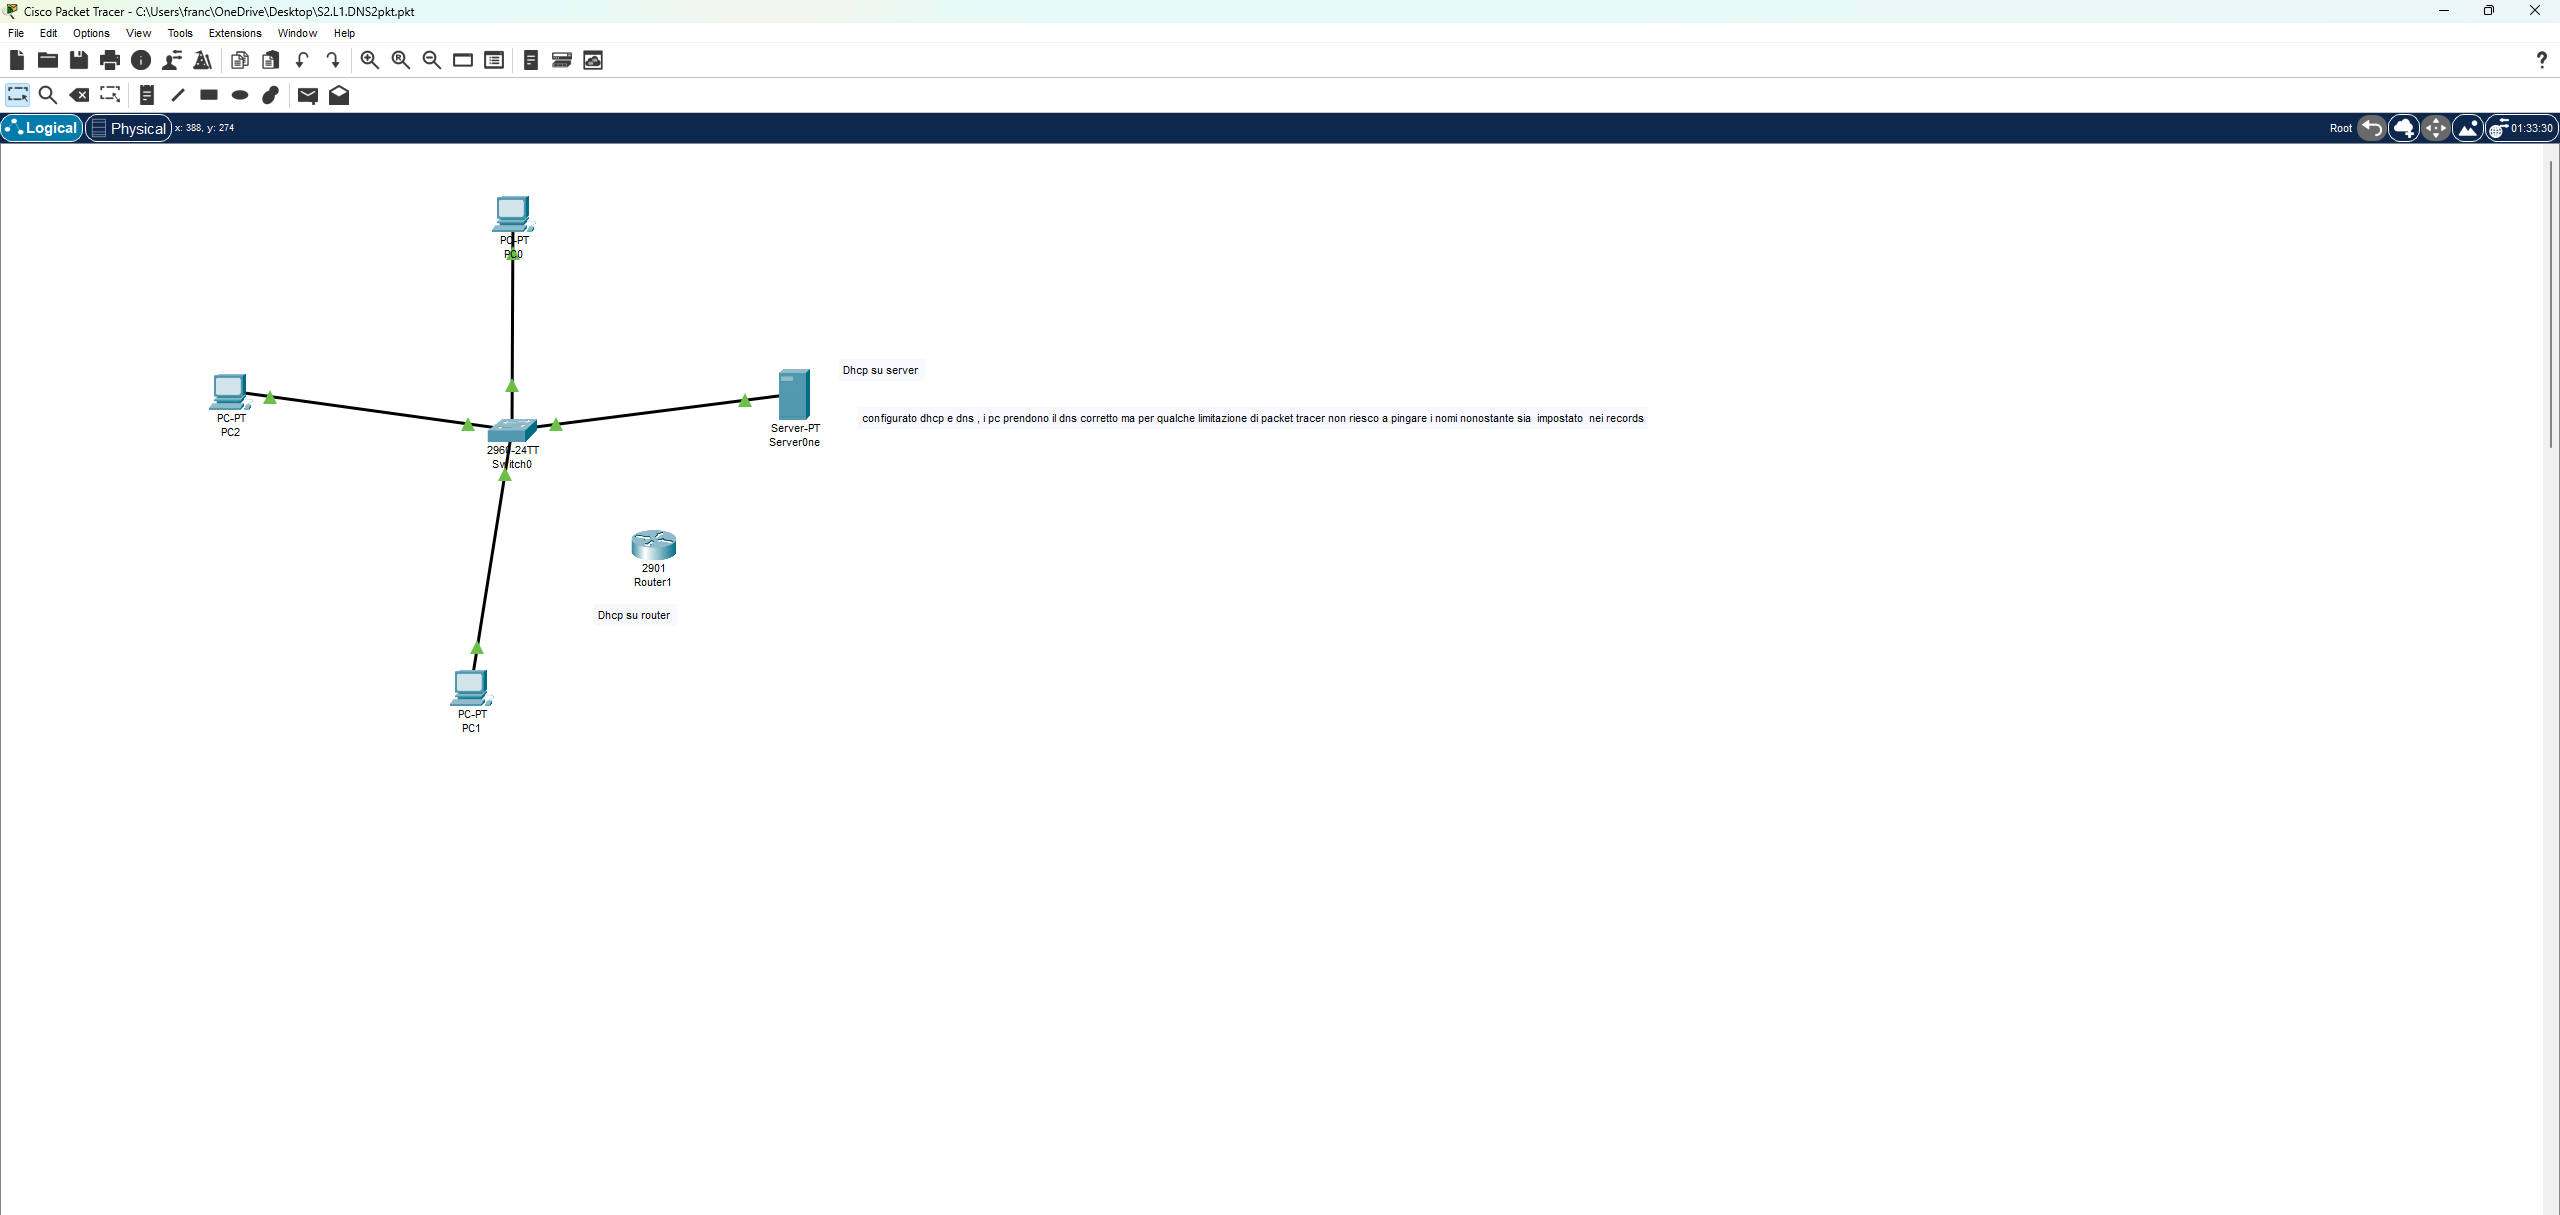 Cisco Packet Tracer - C:\Users\franc\OneDrive\Desktop\S2.L1.DNS2pkt.pkt
File Edit Options View Tools Extensions Window Help
Logical Physical x: 388, y: 274 Root 01:33:30
PC-PT
PC0
Dhcp su server
PC-PT
PC2
configurato dhcp e dns , i pc prendono il dns corretto ma per qualche limitazione di packet tracer non riesco a pingare i nomi nonostante sia impostato nei records
Server-PT
Server0ne
2960-24TT
Switch0
2901
Router1
Dhcp su router
PC-PT
PC1